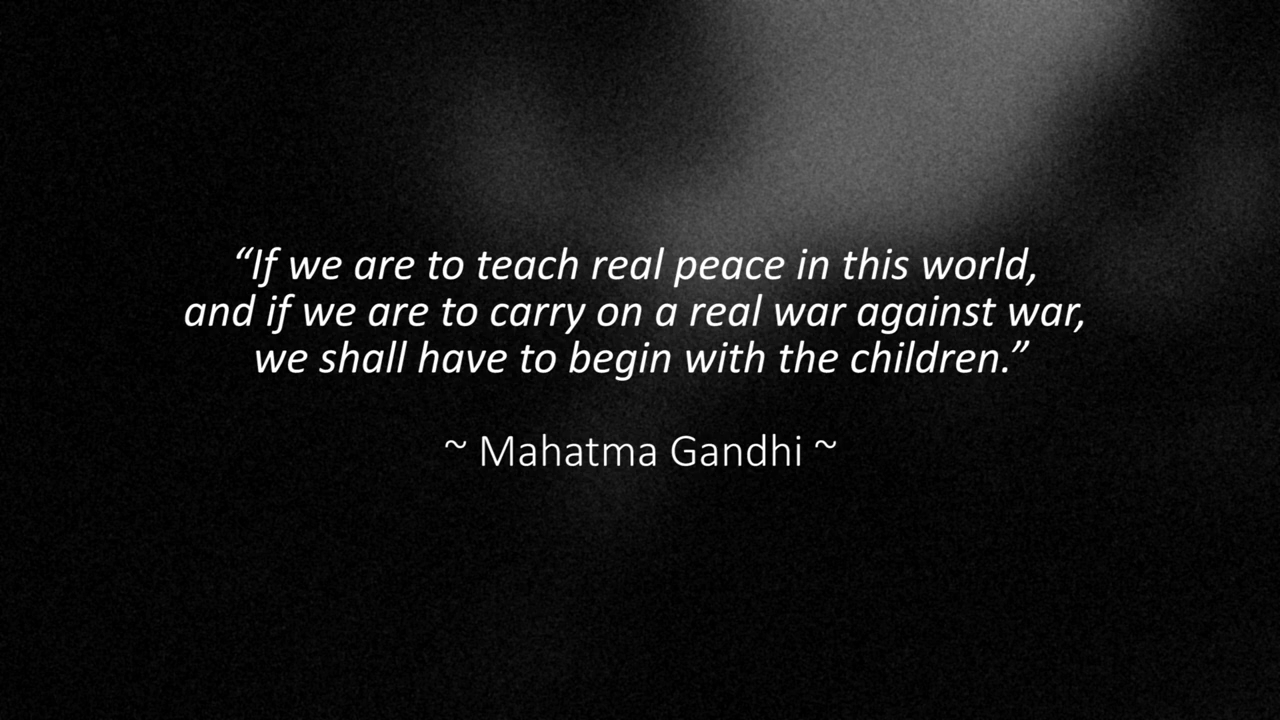 “If we are to teach real peace in this world,
and if we are to carry on a real war against war,
we shall have to begin with the children.”
~ Mahatma Gandhi ~